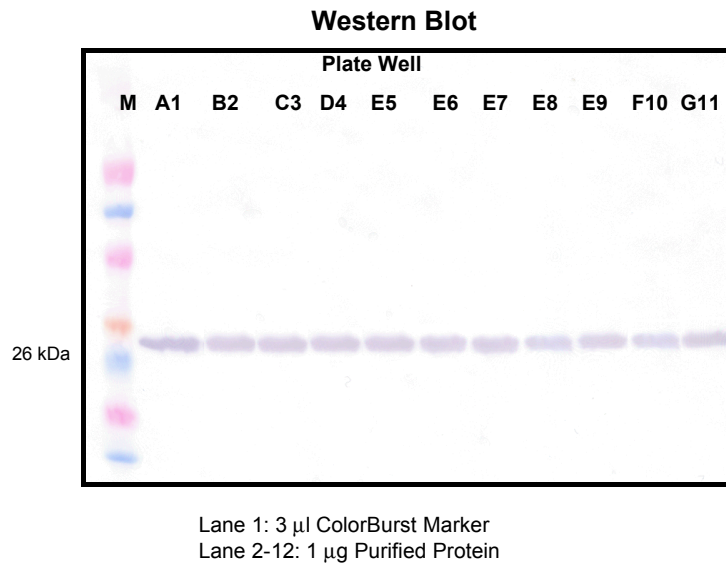 Western Blot
Plate Well
M A1 B2 C3 D4 E5 E6 E7 E8 E9 F10 G11
26 kDa
Lane 1: 3 μl ColorBurst Marker
Lane 2-12: 1 μg Purified Protein